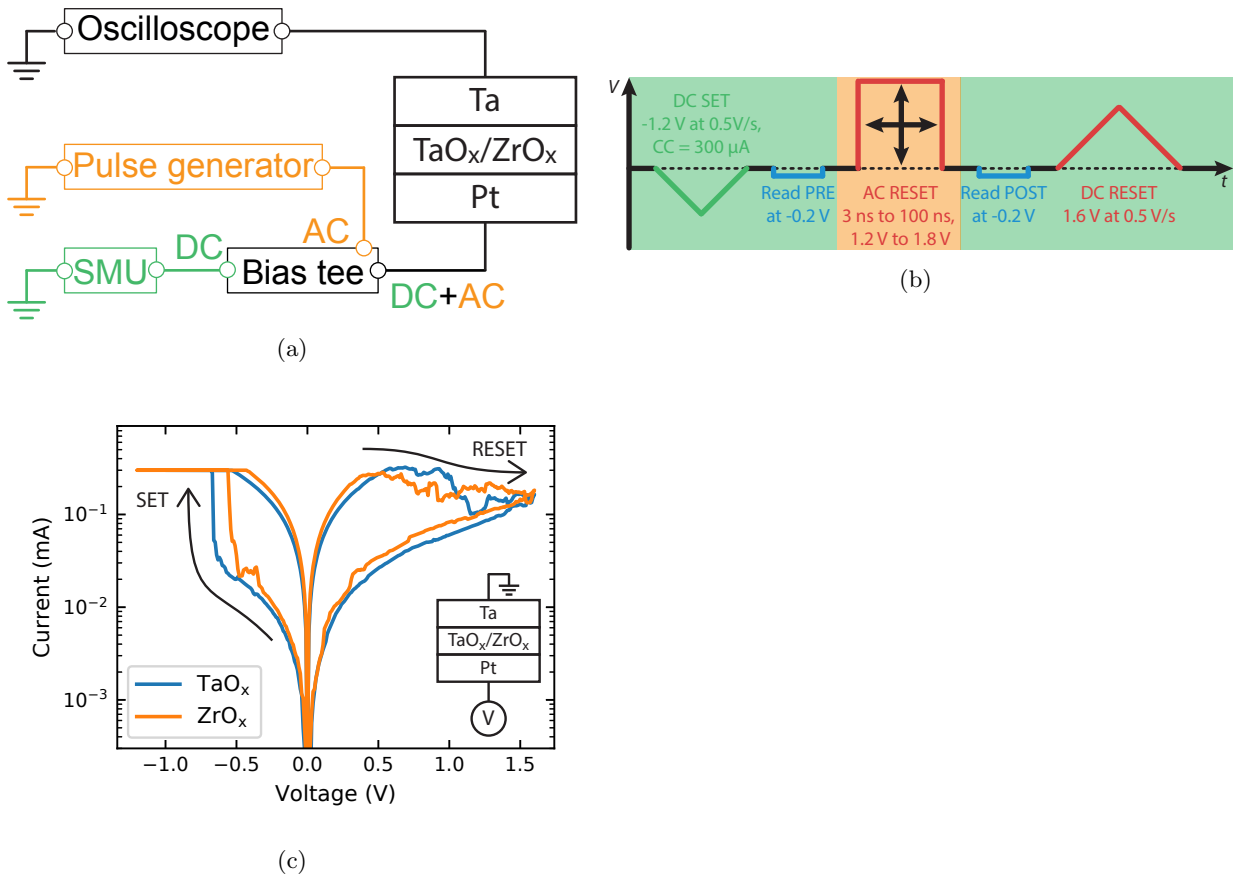 Oscilloscope
Ta
TaOx/ZrOx
Pt
Pulse generator
AC
DC
SMU
Bias tee
DC+AC
(a)
V
DC SET
-1.2 V at 0.5V/s,
CC = 300 µA
Read PRE
at -0.2 V
AC RESET
3 ns to 100 ns,
1.2 V to 1.8 V
Read POST
at -0.2 V
DC RESET
1.6 V at 0.5 V/s
t
(b)
RESET
SET
10⁻¹
10⁻²
10⁻³
Current (mA)
Ta
TaOx/ZrOx
Pt
V
TaOx
ZrOx
−1.0 −0.5 0.0 0.5 1.0 1.5
Voltage (V)
(c)